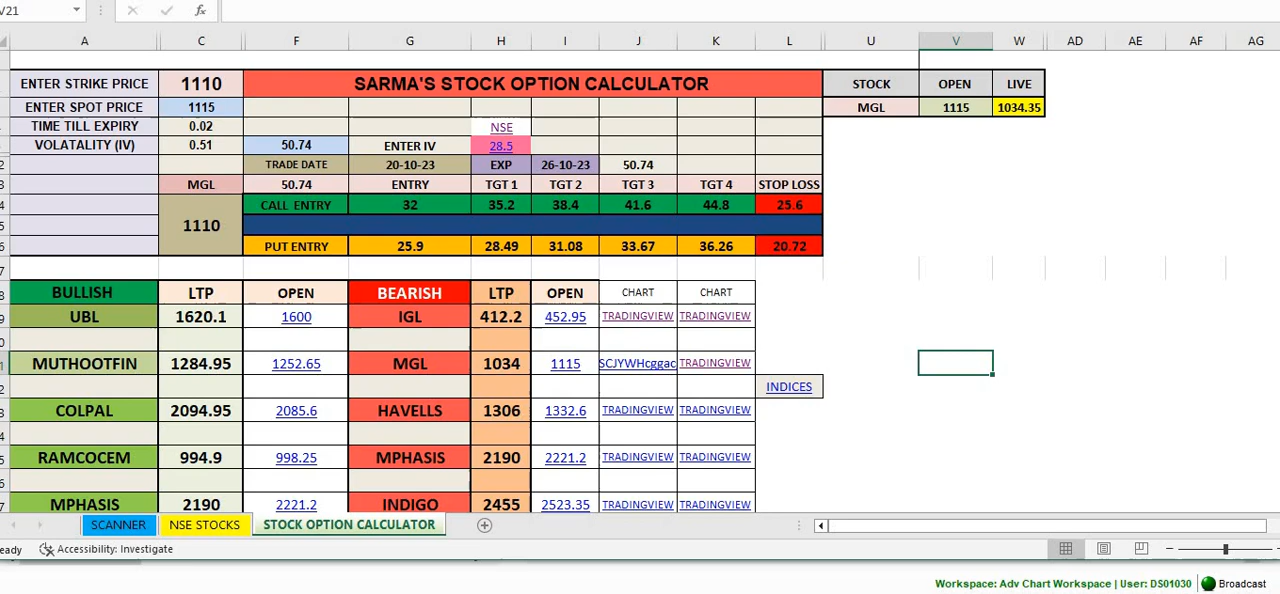 V21
A C F G H I J K L U V W AD AE AF AG
ENTER STRIKE PRICE 1110 SARMA'S STOCK OPTION CALCULATOR STOCK OPEN LIVE
ENTER SPOT PRICE 1115 MGL 1115 1034.35
TIME TILL EXPIRY 0.02 NSE
VOLATALITY (IV) 0.51 50.74 ENTER IV 28.5
TRADE DATE 20-10-23 EXP 26-10-23 50.74
MGL 50.74 ENTRY TGT 1 TGT 2 TGT 3 TGT 4 STOP LOSS
CALL ENTRY 32 35.2 38.4 41.6 44.8 25.6
1110
PUT ENTRY 25.9 28.49 31.08 33.67 36.26 20.72
BULLISH LTP OPEN BEARISH LTP OPEN CHART CHART
UBL 1620.1 1600 IGL 412.2 452.95 TRADINGVIEW TRADINGVIEW
MUTHOOTFIN 1284.95 1252.65 MGL 1034 1115 SCJYWHcggac TRADINGVIEW
INDICES
COLPAL 2094.95 2085.6 HAVELLS 1306 1332.6 TRADINGVIEW TRADINGVIEW
RAMCOCEM 994.9 998.25 MPHASIS 2190 2221.2 TRADINGVIEW TRADINGVIEW
MPHASIS 2190 2221.2 INDIGO 2455 2523.35 TRADINGVIEW TRADINGVIEW
SCANNER NSE STOCKS STOCK OPTION CALCULATOR
eady Accessibility: Investigate
Workspace: Adv Chart Workspace | User: DS01030 Broadcast